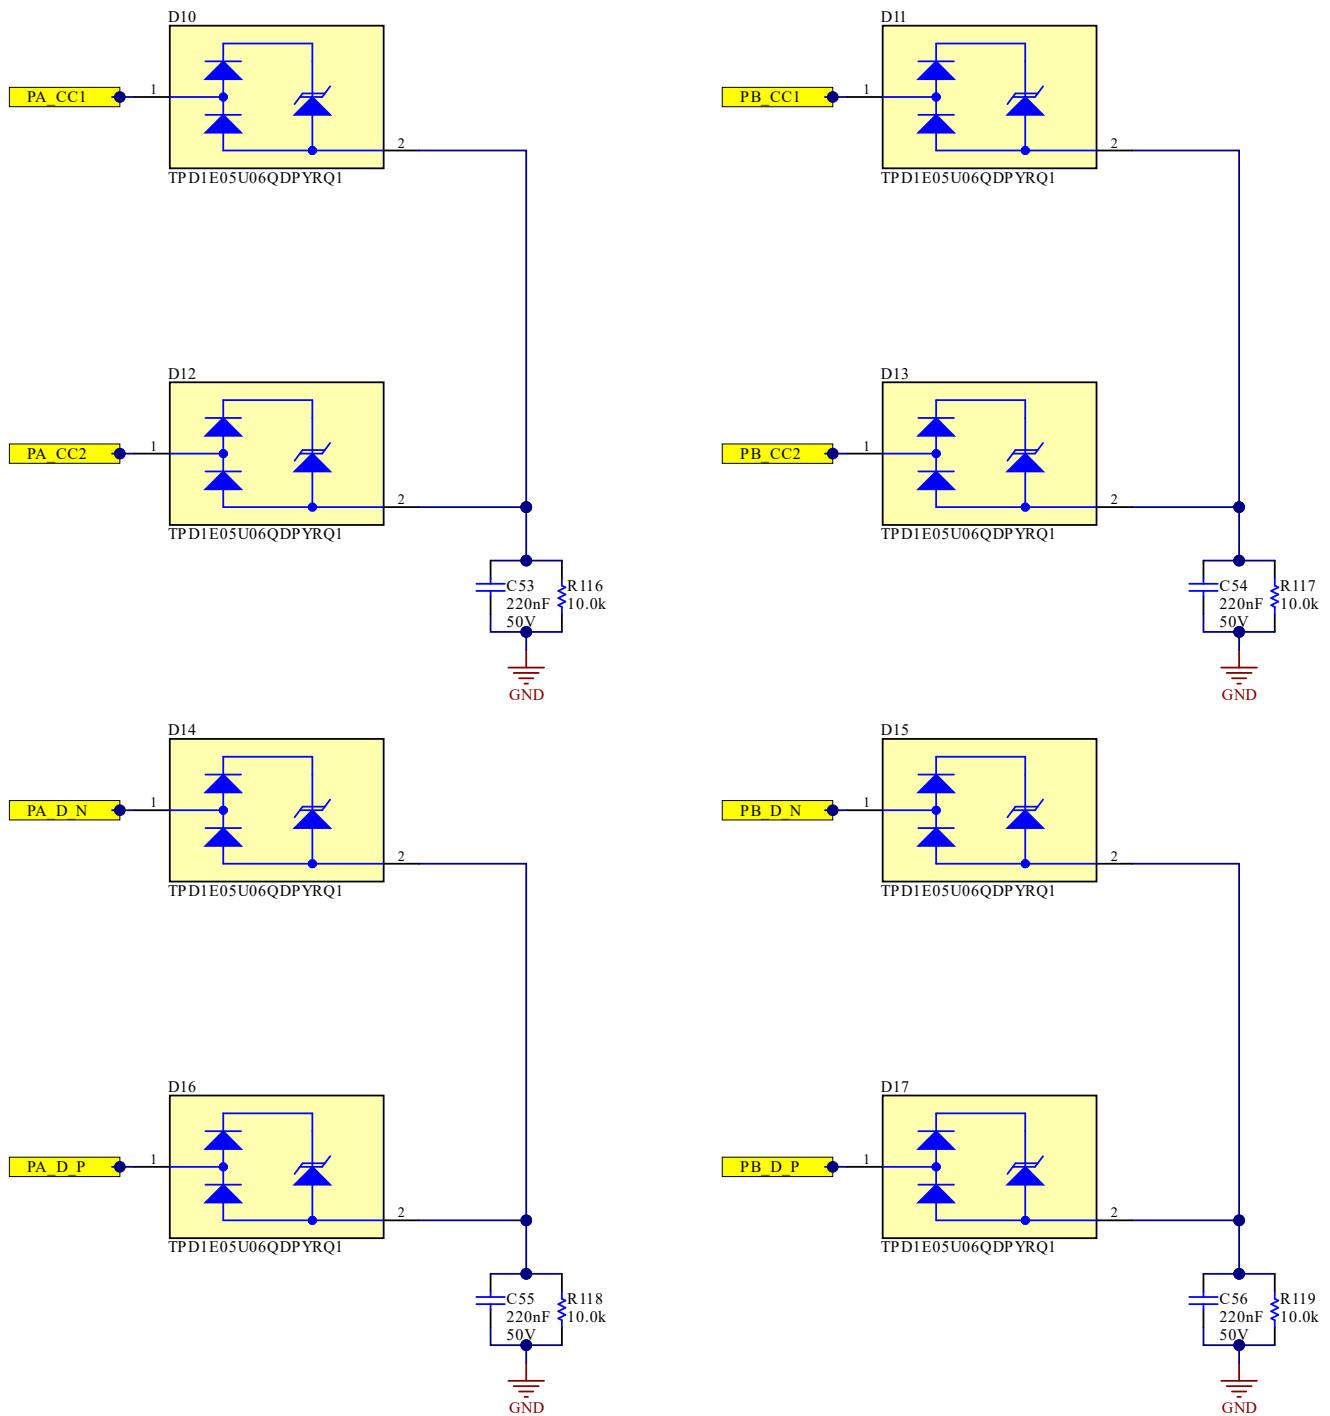 D10
PA_CC1
1
2
TPD1E05U06QDPYRQ1
D11
PB_CC1
1
2
TPD1E05U06QDPYRQ1
D12
PA_CC2
1
2
TPD1E05U06QDPYRQ1
C53
220nF
50V
R116
10.0k
GND
D13
PB_CC2
1
2
TPD1E05U06QDPYRQ1
C54
220nF
50V
R117
10.0k
GND
D14
PA_D_N
1
2
TPD1E05U06QDPYRQ1
D15
PB_D_N
1
2
TPD1E05U06QDPYRQ1
D16
PA_D_P
1
2
TPD1E05U06QDPYRQ1
C55
220nF
50V
R118
10.0k
GND
D17
PB_D_P
1
2
TPD1E05U06QDPYRQ1
C56
220nF
50V
R119
10.0k
GND